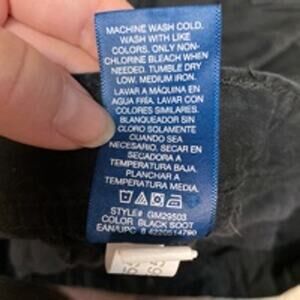 MACHINE WASH COLD.
WASH WITH LIKE
COLORS. ONLY NON-
CHLORINE BLEACH WHEN
NEEDED. TUMBLE DRY
LOW. MEDIUM IRON.
LAVAR A MÁQUINA EN
AGUA FRÍA. LAVAR CON
COLORES SIMILARES.
BLANQUEADOR SIN
CLORO SOLAMENTE
CUANDO SEA
NECESARIO. SECAR EN
SECADORA A
TEMPERATURA BAJA.
PLANCHAR A
TEMPERATURA MEDIA.
STYLE# GM29503
COLOR BLACK SOOT
EAN/UPC 8 4220514790